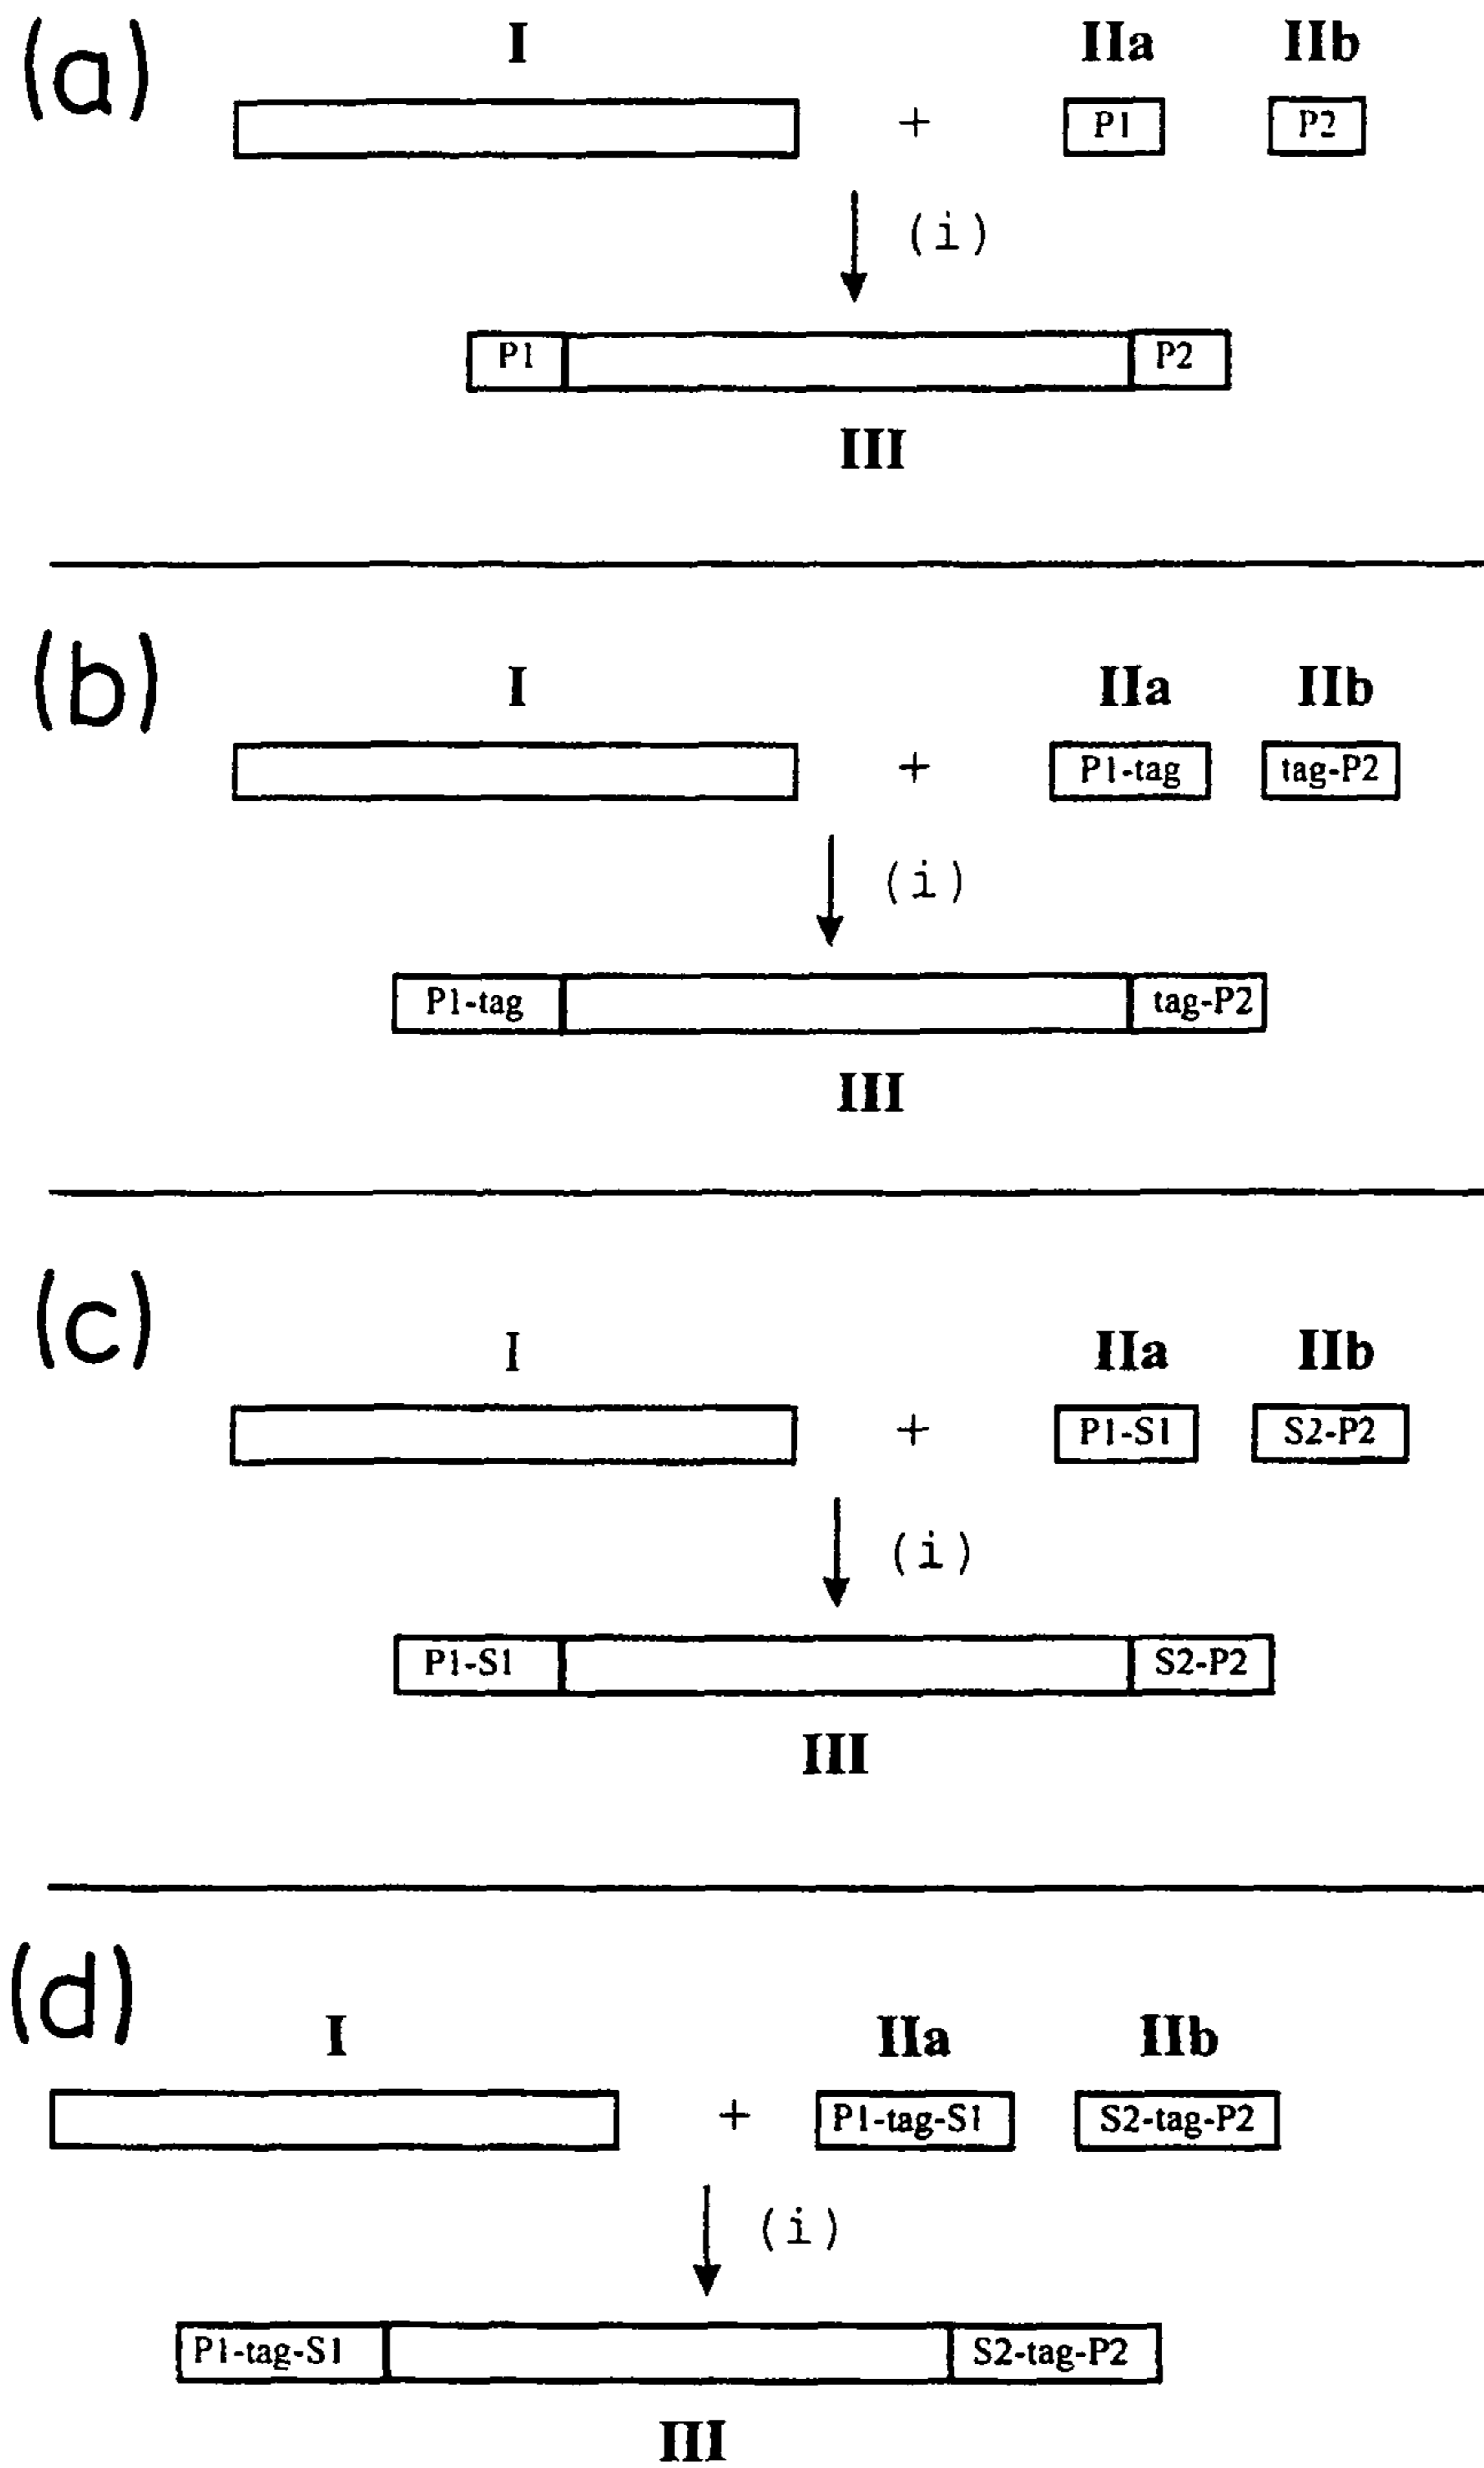 (a)
I IIa IIb
+ P1 P2
(i)
P1 P2
III
(b)
I IIa IIb
+ P1-tag tag-P2
(i)
P1-tag tag-P2
III
(c)
I IIa IIb
+ P1-S1 S2-P2
(i)
P1-S1 S2-P2
III
(d)
I IIa IIb
+ P1-tag-S1 S2-tag-P2
(i)
P1-tag-S1 S2-tag-P2
III